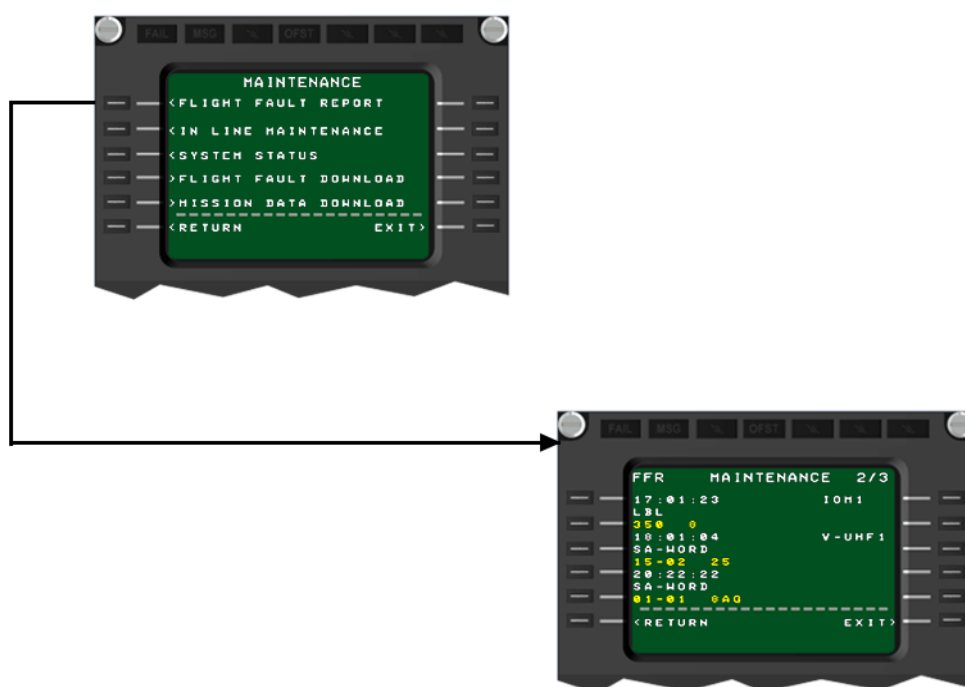 FAIL MSG OFST
MAINTENANCE
<FLIGHT FAULT REPORT
<IN LINE MAINTENANCE
<SYSTEM STATUS
>FLIGHT FAULT DOWNLOAD
>MISSION DATA DOWNLOAD
<RETURN EXIT>
FAIL MSG OFST
FFR MAINTENANCE 2/3
17:01:23 IOM1
LBL
350 8
18:01:04 V-UHF1
SA-WORD
15-02 25
20:22:22
SA-WORD
01-01 8AQ
<RETURN EXIT>